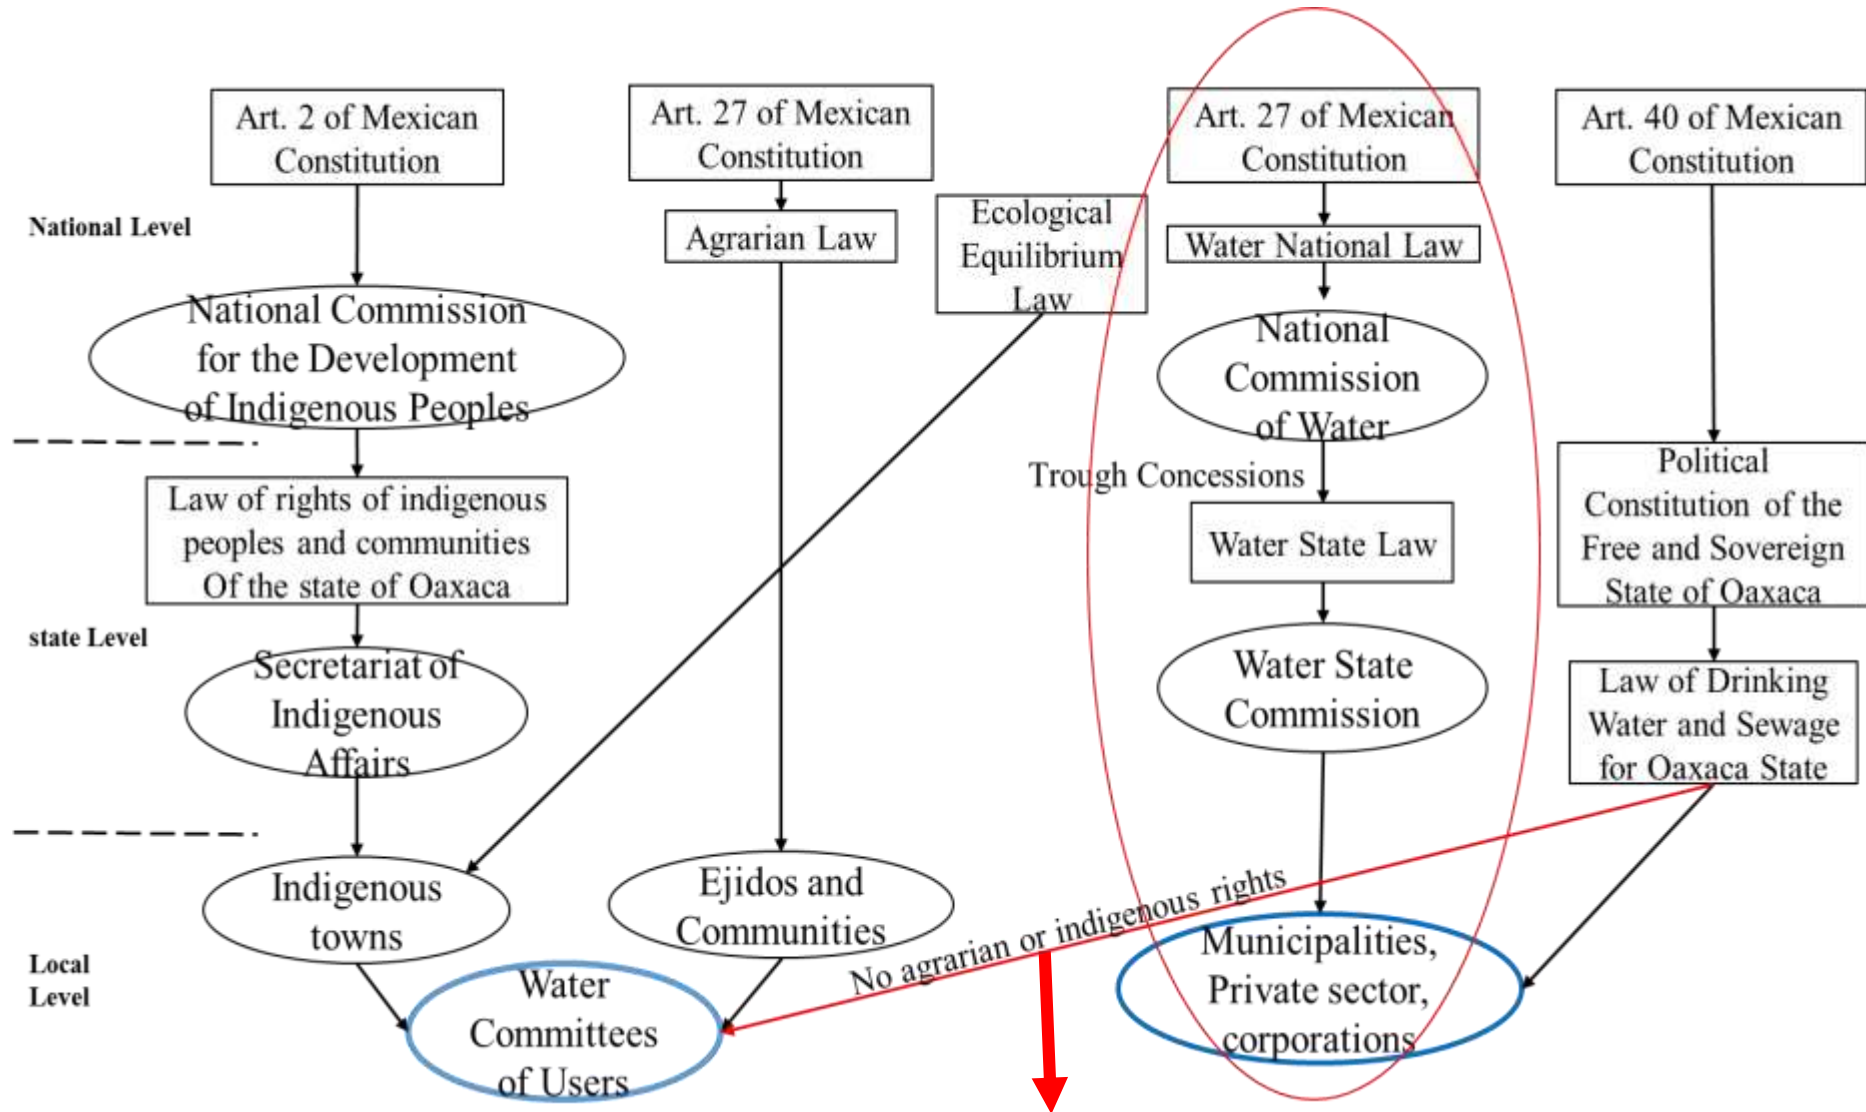 Art. 2 of Mexican
Constitution
Art. 27 of Mexican
Constitution
Art. 27 of Mexican
Constitution
Art. 40 of Mexican
Constitution
National Level
Agrarian Law
Ecological
Equilibrium
Law
Water National Law
National Commission
for the Development
of Indigenous Peoples
National
Commission
of Water
Trough Concessions
Law of rights of indigenous
peoples and communities
Of the state of Oaxaca
Water State Law
Political
Constitution of the
Free and Sovereign
State of Oaxaca
state Level
Secretariat of
Indigenous
Affairs
Water State
Commission
Law of Drinking
Water and Sewage
for Oaxaca State
Indigenous
towns
Ejidos and
Communities
No agrarian or indigenous rights
Municipalities,
Private sector,
corporations
Local
Level
Water
Committees
of Users